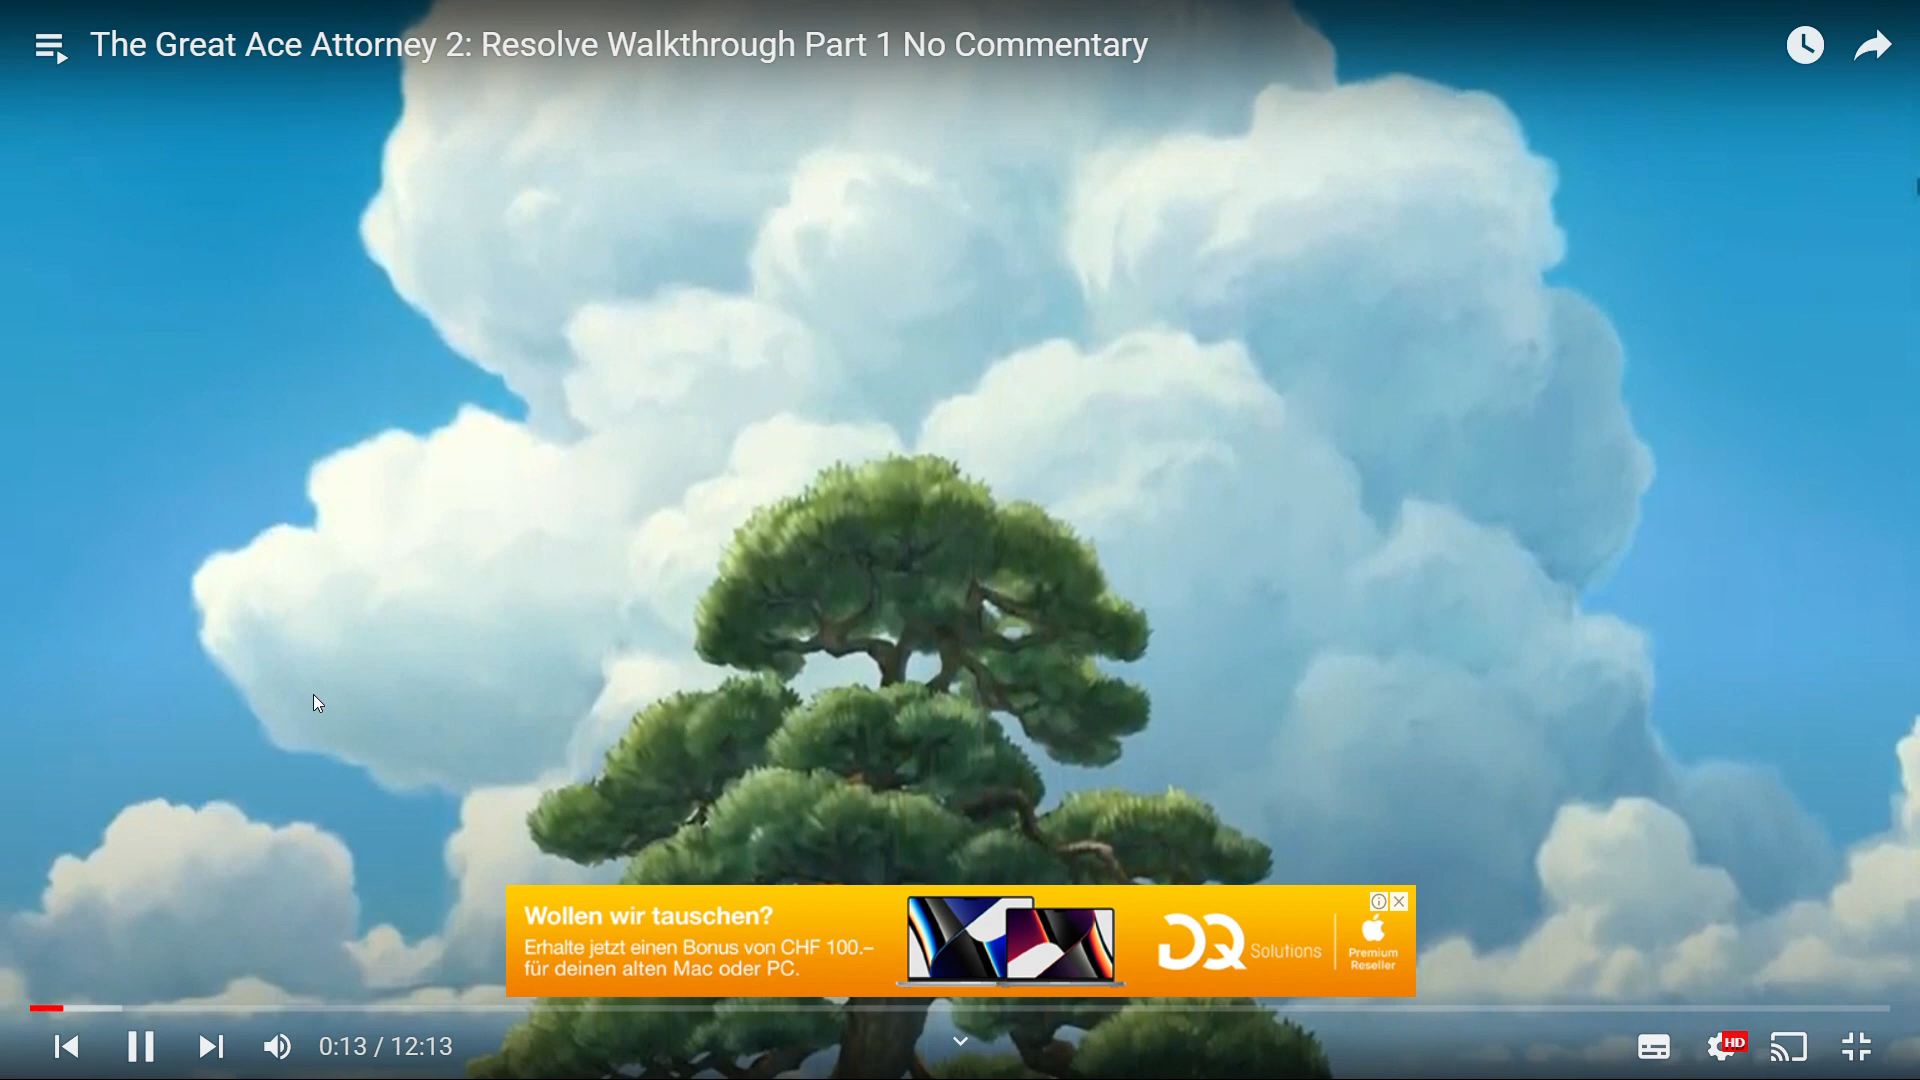 The Great Ace Attorney 2: Resolve Walkthrough Part 1 No Commentary
Wollen wir tauschen?
Erhalte jetzt einen Bonus von CHF 100.–
für deinen alten Mac oder PC.
DQ Solutions
Premium
Reseller
0:13 / 12:13
HD